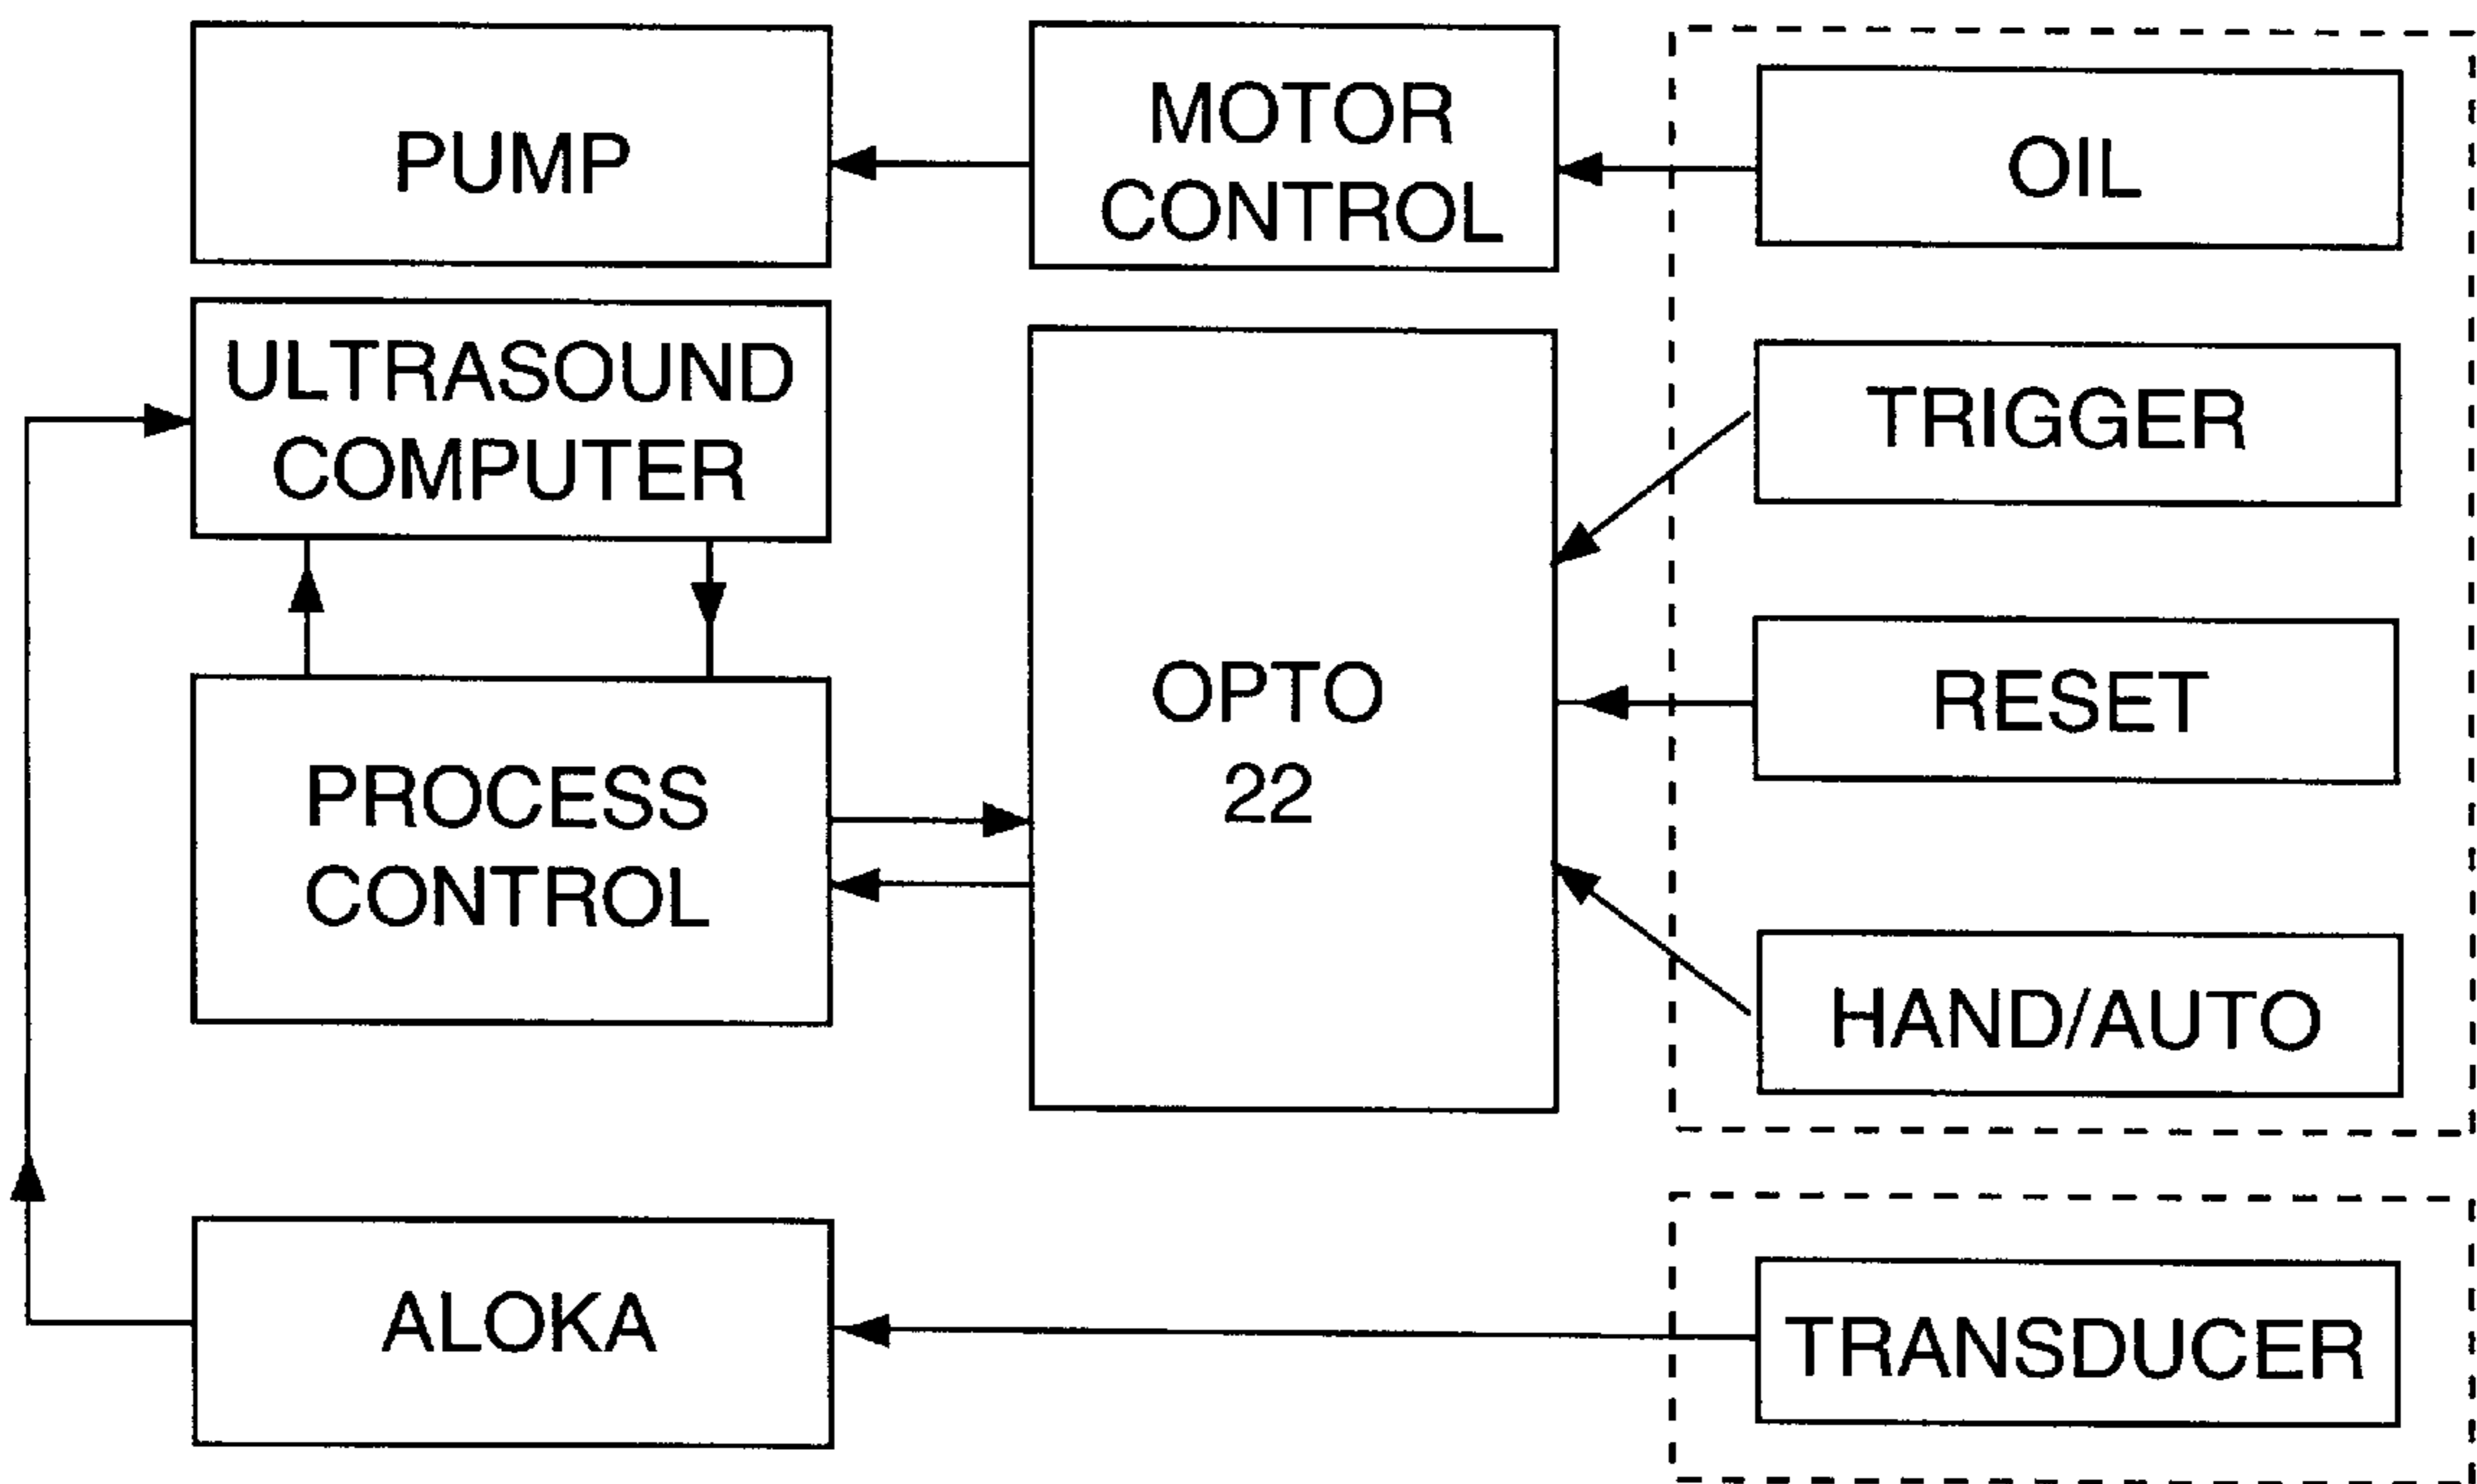 PUMP
MOTOR
CONTROL
OIL
ULTRASOUND
COMPUTER
TRIGGER
OPTO
22
RESET
PROCESS
CONTROL
HAND/AUTO
ALOKA
TRANSDUCER